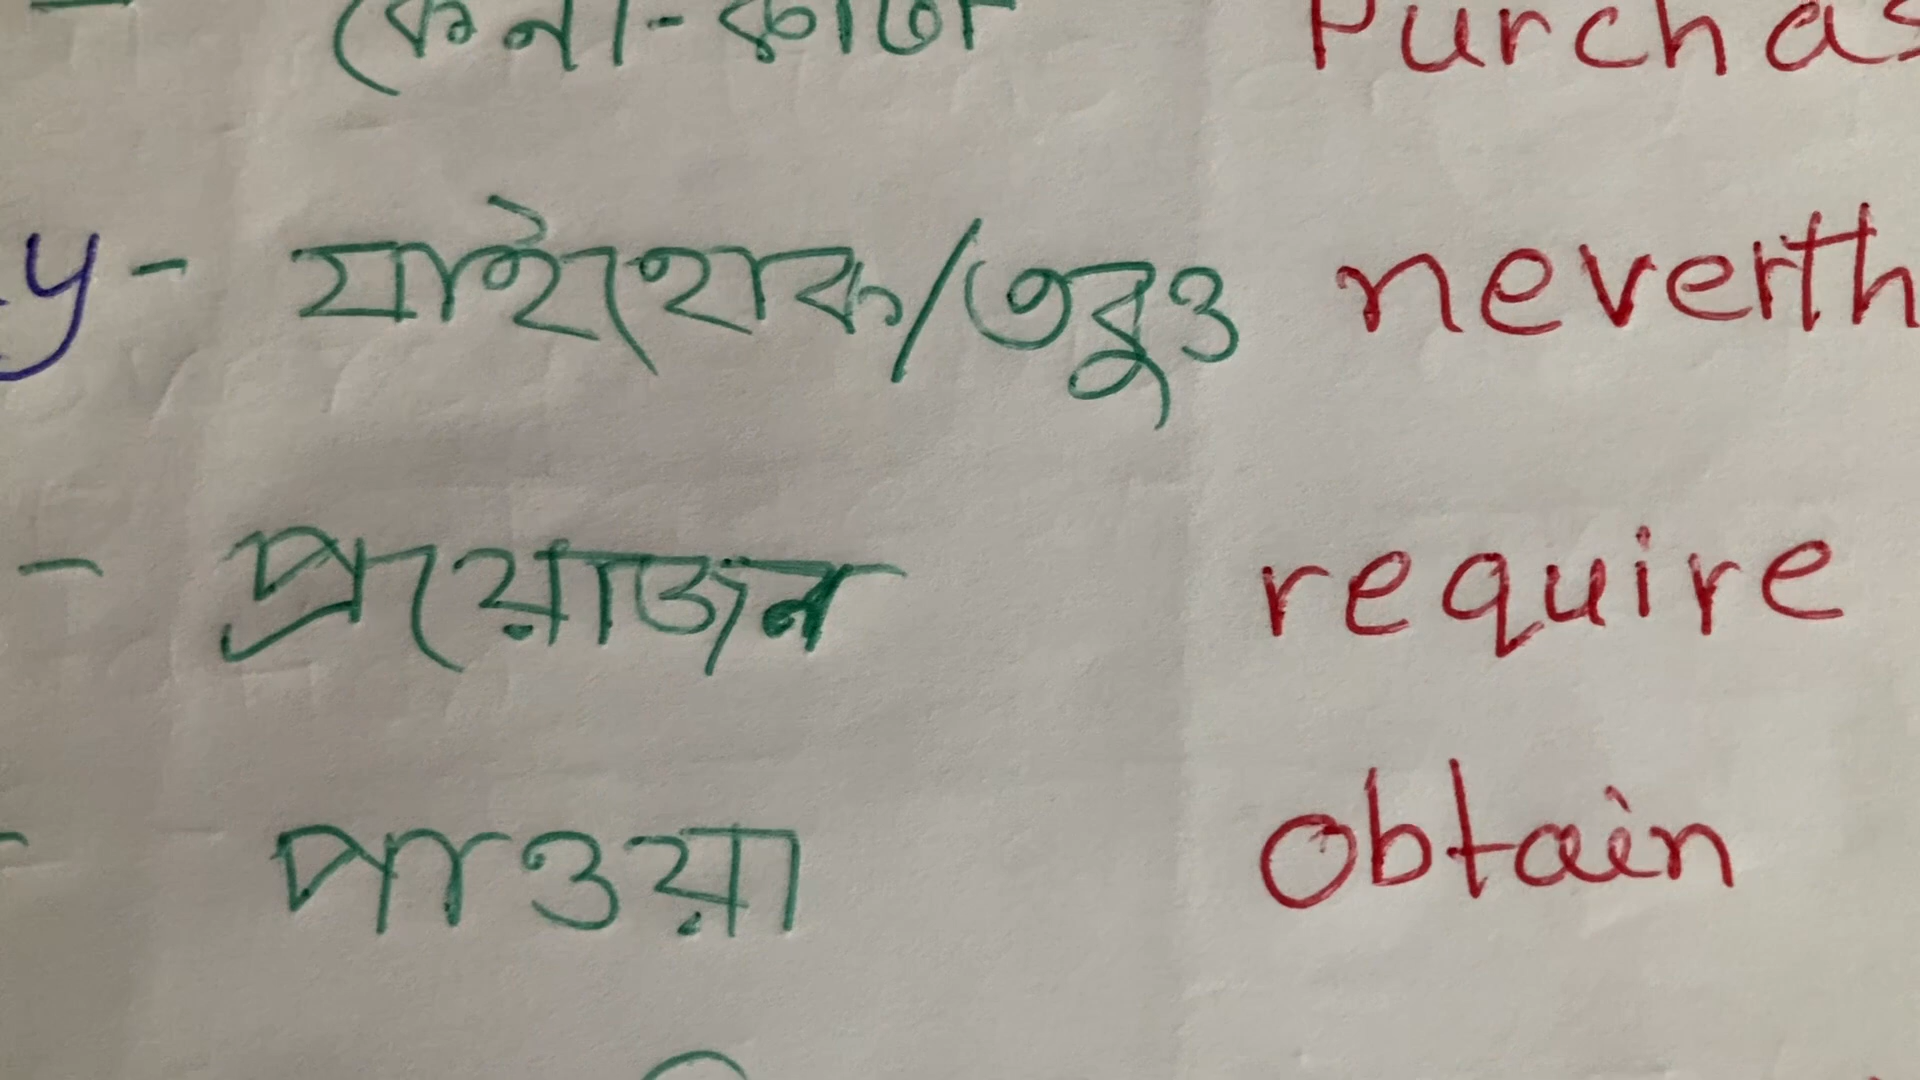 - কেনা-কাটা Purchas
y - যাইহোক/তবুও neverth
- প্রয়োজন require
- পাওয়া obtain